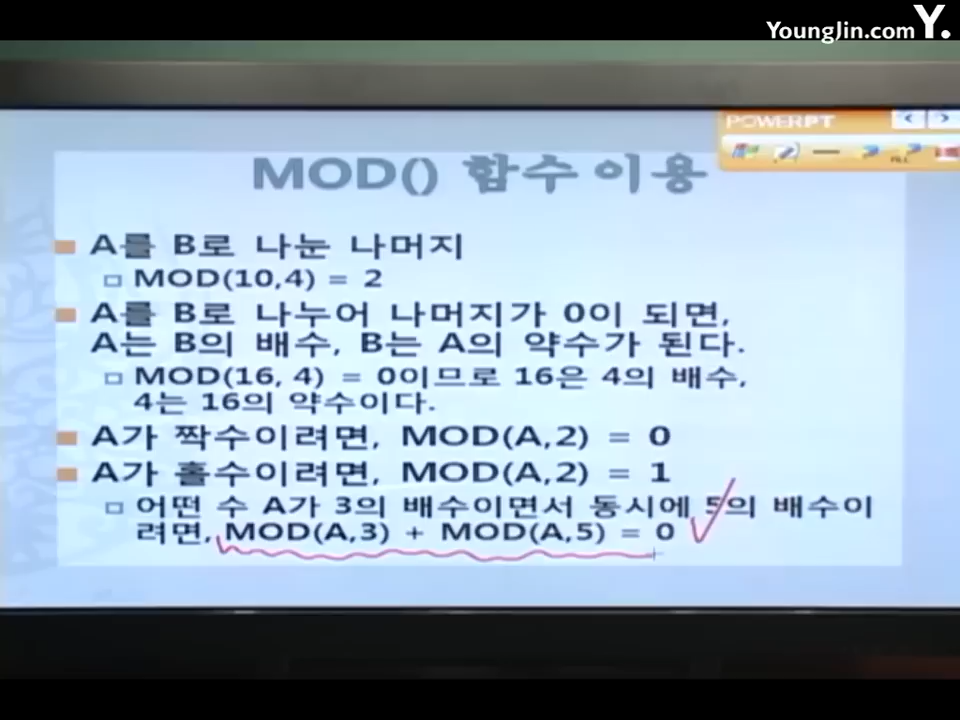 YoungJin.com Y.
POWERPT
MOD() 함수 이용
A를 B로 나눈 나머지
MOD(10,4) = 2
A를 B로 나누어 나머지가 0이 되면,
A는 B의 배수, B는 A의 약수가 된다.
MOD(16, 4) = 0이므로 16은 4의 배수,
4는 16의 약수이다.
A가 짝수이려면, MOD(A,2) = 0
A가 홀수이려면, MOD(A,2) = 1
어떤 수 A가 3의 배수이면서 동시에 5의 배수이
려면, MOD(A,3) + MOD(A,5) = 0